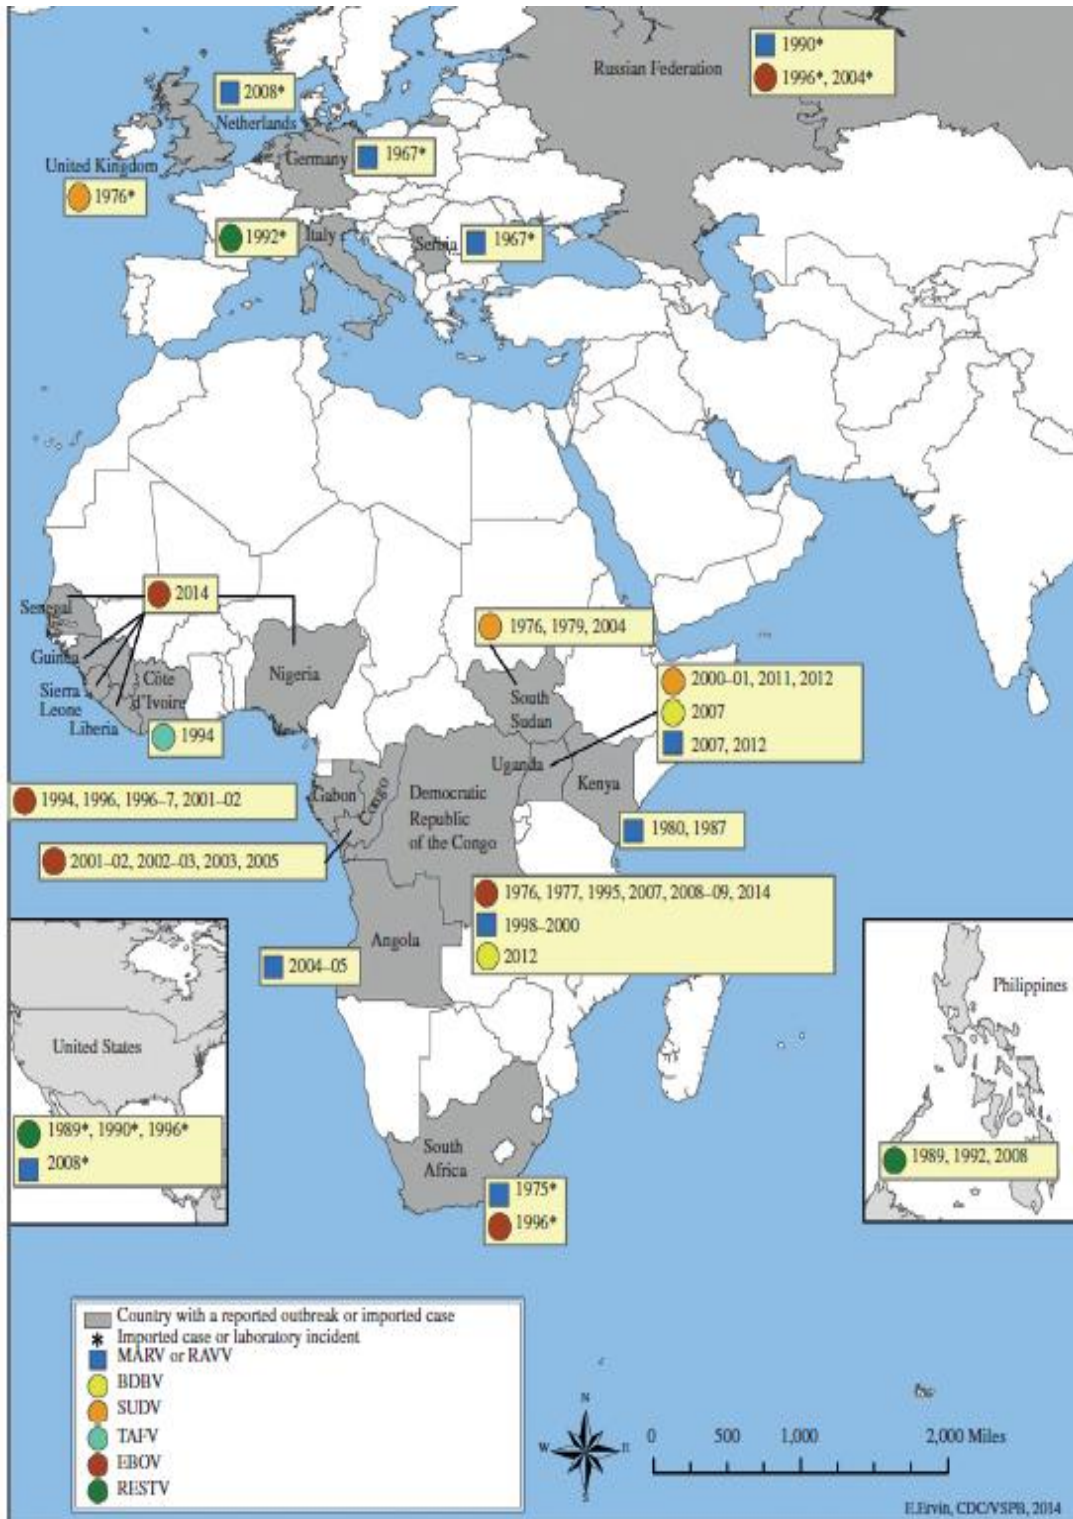 Russian Federation
1990*
1996*, 2004*
2008*
Netherlands
Germany
1967*
United Kingdom
1976*
1992*
Italy
Serbia
1967*
2014
Senegal
Guinea
Sierra
Leone
Liberia
Côte
d'Ivoire
1994
Nigeria
1976, 1979, 2004
South
Sudan
2000–01, 2011, 2012
2007
2007, 2012
Uganda
Kenya
1980, 1987
Gabon
Congo
Democratic
Republic
of the Congo
1994, 1996, 1996–7, 2001–02
2001–02, 2002–03, 2003, 2005
1976, 1977, 1995, 2007, 2008–09, 2014
1998–2000
2012
Angola
2004–05
United States
1989*, 1990*, 1996*
2008*
South
Africa
1975*
1996*
Philippines
1989, 1992, 2008
Country with a reported outbreak or imported case
* Imported case or laboratory incident
MARV or RAVV
BDBV
SUDV
TAFV
EBOV
RESTV
N
W E
S
0 500 1,000 2,000 Miles
E.Ervin, CDC/VSPB, 2014